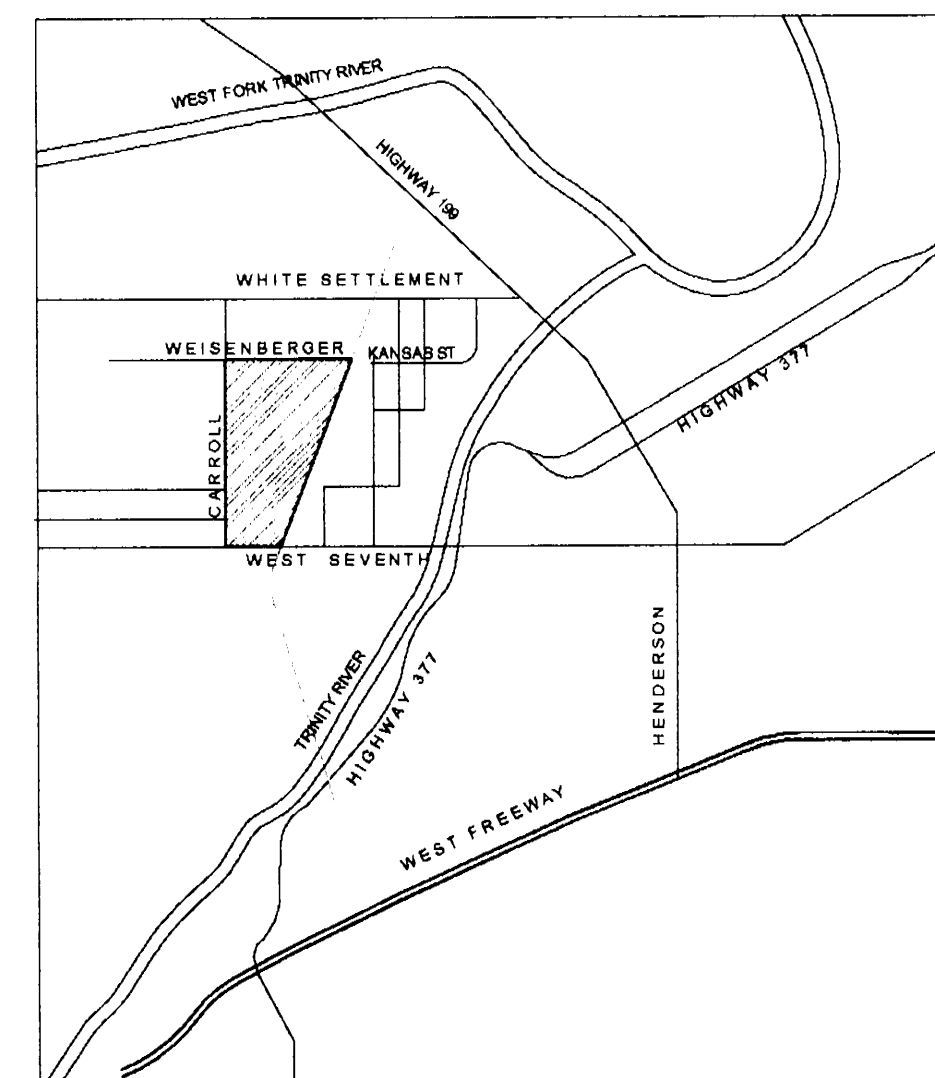 WEST FORK TRINITY RIVER
HIGHWAY 199
WHITE SETTLEMENT
WEISENBERGER
KANSAS ST
HIGHWAY 377
CARROLL
WEST SEVENTH
HENDERSON
TRINITY RIVER
HIGHWAY 377
WEST FREEWAY